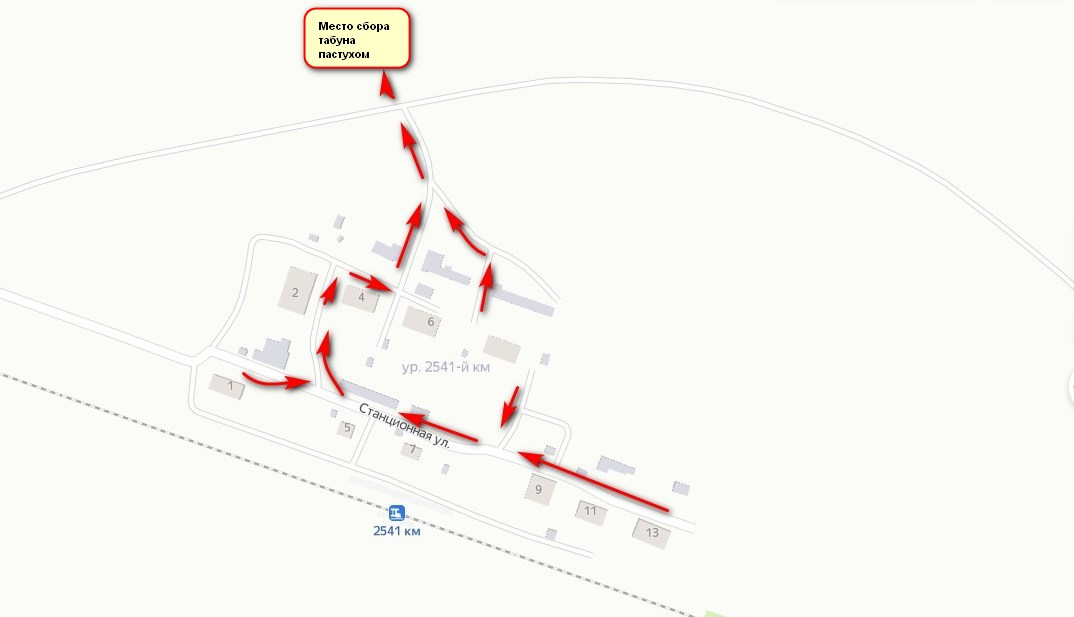 Место сбора
табуна
пастухом
2
4
6
ур. 2541-й км
1
Станционная ул.
5
7
9
11
13
2541 км